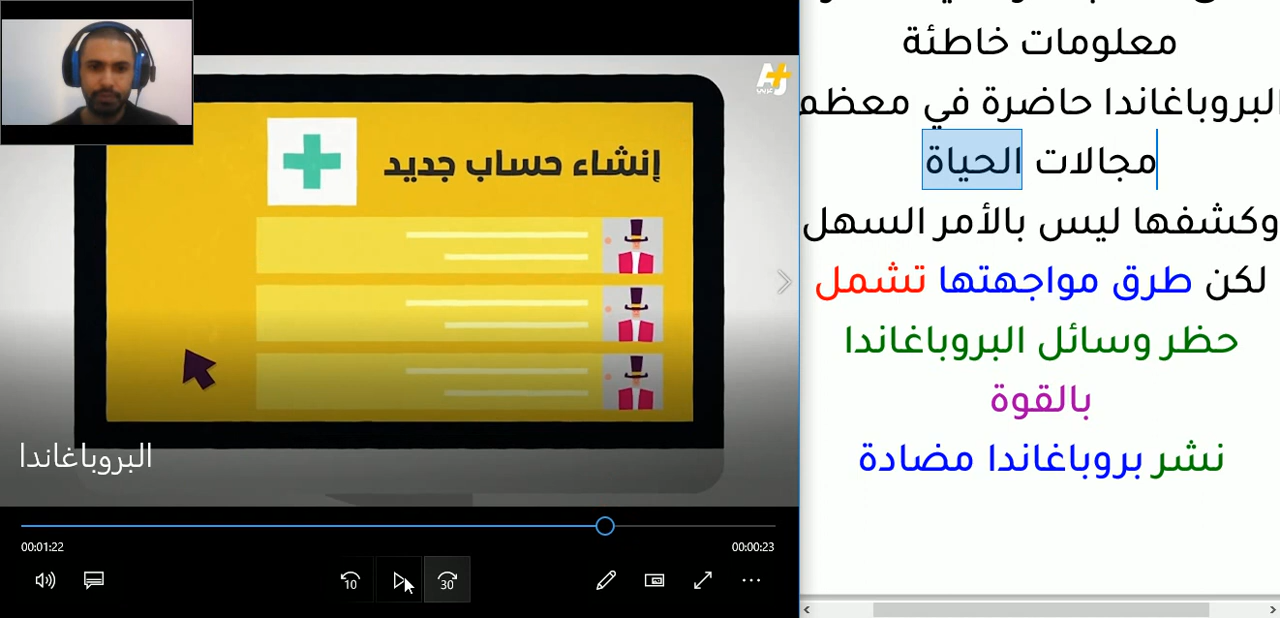 عربي
إنشاء حساب جديد
البروباغاندا
00:01:22
00:00:23
10
30
معلومات خاطئة
البروباغاندا حاضرة في معظم
مجالات الحياة
وكشفها ليس بالأمر السهل
لكن طرق مواجهتها تشمل
حظر وسائل البروباغاندا
بالقوة
نشر بروباغاندا مضادة